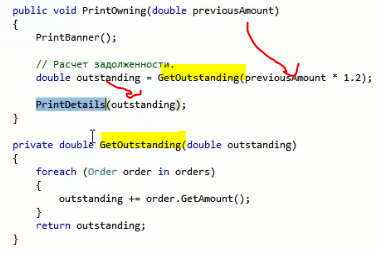 public void PrintOwning(double previousAmount)
{
PrintBanner();
// Расчет задолженности.
double outstanding = GetOutstanding(previousAmount * 1.2);
PrintDetails(outstanding);
}
private double GetOutstanding(double outstanding)
{
foreach (Order order in orders)
{
outstanding += order.GetAmount();
}
return outstanding;
}